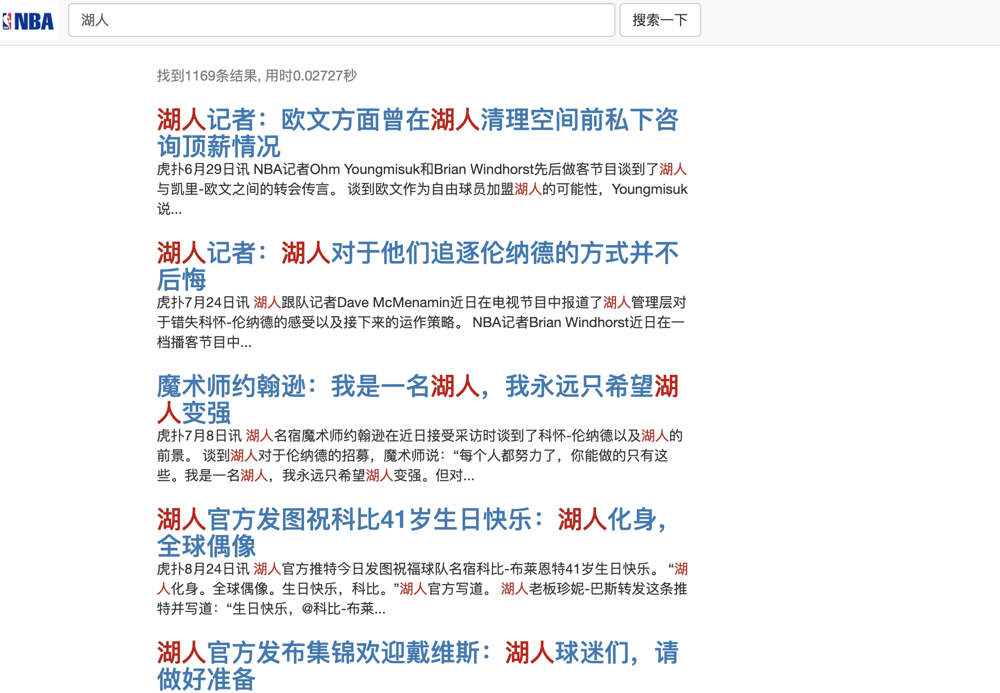 NBA
湖人
搜索一下
找到1169条结果, 用时0.02727秒
湖人记者：欧文方面曾在湖人清理空间前私下咨
询顶薪情况
虎扑6月29日讯 NBA记者Ohm Youngmisuk和Brian Windhorst先后做客节目谈到了湖人
与凯里-欧文之间的转会传言。 谈到欧文作为自由球员加盟湖人的可能性，Youngmisuk
说...
湖人记者：湖人对于他们追逐伦纳德的方式并不
后悔
虎扑7月24日讯 湖人跟队记者Dave McMenamin近日在电视节目中报道了湖人管理层对
于错失科怀-伦纳德的感受以及接下来的运作策略。 NBA记者Brian Windhorst近日在一
档播客节目中...
魔术师约翰逊：我是一名湖人，我永远只希望湖
人变强
虎扑7月8日讯 湖人名宿魔术师约翰逊在近日接受采访时谈到了科怀-伦纳德以及湖人的
前景。 谈到湖人对于伦纳德的招募，魔术师说：“每个人都努力了，你能做的只有这
些。我是一名湖人，我永远只希望湖人变强。但对...
湖人官方发图祝科比41岁生日快乐：湖人化身，
全球偶像
虎扑8月24日讯 湖人官方推特今日发图祝福球队名宿科比-布莱恩特41岁生日快乐。 “湖
人化身。全球偶像。生日快乐，科比。”湖人官方写道。 湖人老板珍妮-巴斯转发这条推
特并写道：“生日快乐，@科比-布莱...
湖人官方发布集锦欢迎戴维斯：湖人球迷们，请
做好准备